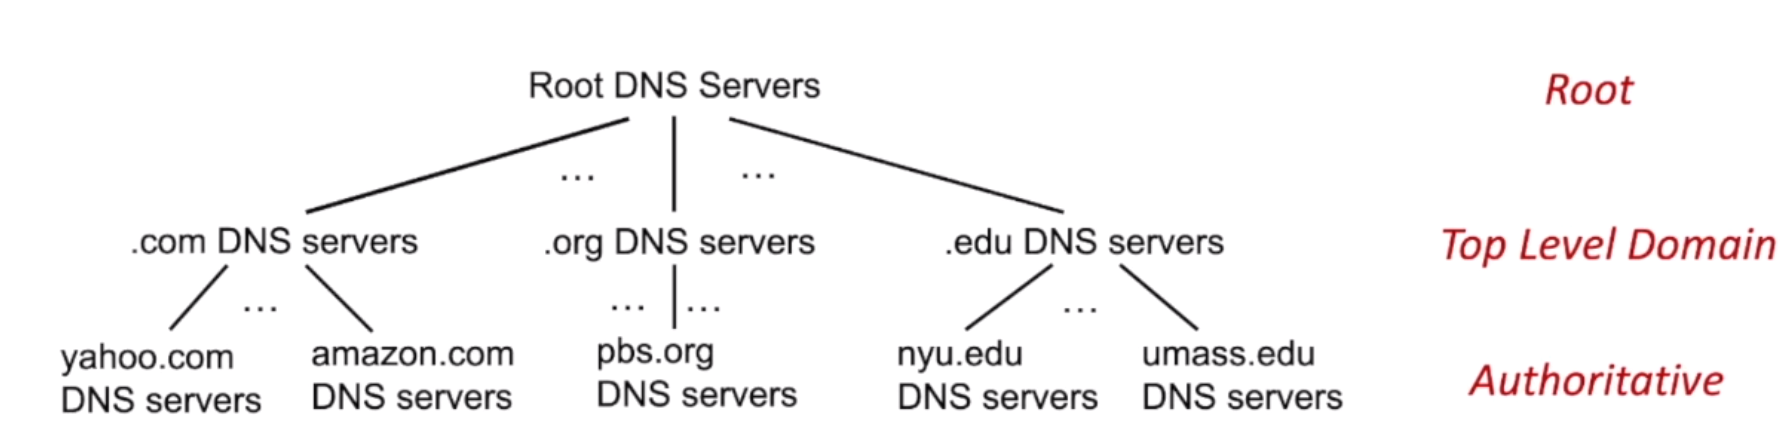 Root DNS Servers
Root
...
...
.com DNS servers
.org DNS servers
.edu DNS servers
Top Level Domain
...
...
...
...
yahoo.com
DNS servers
amazon.com
DNS servers
pbs.org
DNS servers
nyu.edu
DNS servers
umass.edu
DNS servers
Authoritative